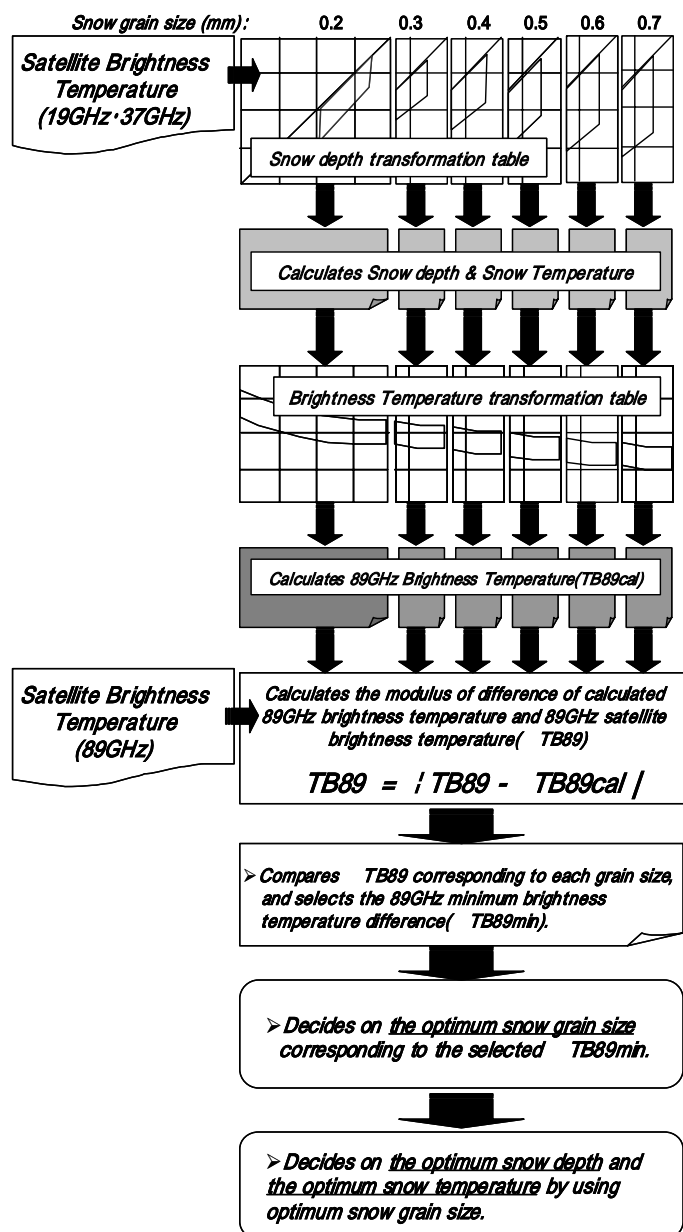 Snow grain size (mm): 0.2 0.3 0.4 0.5 0.6 0.7
Satellite Brightness
Temperature
(19GHz・37GHz)
Snow depth transformation table
Calculates Snow depth & Snow Temperature
Brightness Temperature transformation table
Calculates 89GHz Brightness Temperature(TB89cal)
Satellite Brightness
Temperature
(89GHz)
Calculates the modulus of difference of calculated
89GHz brightness temperature and 89GHz satellite
brightness temperature( TB89)
TB89 = ¦ TB89 - TB89cal |
➢Compares TB89 corresponding to each grain size,
and selects the 89GHz minimum brightness
temperature difference( TB89min).
➢Decides on the optimum snow grain size
corresponding to the selected TB89min.
➢Decides on the optimum snow depth and
the optimum snow temperature by using
optimum snow grain size.